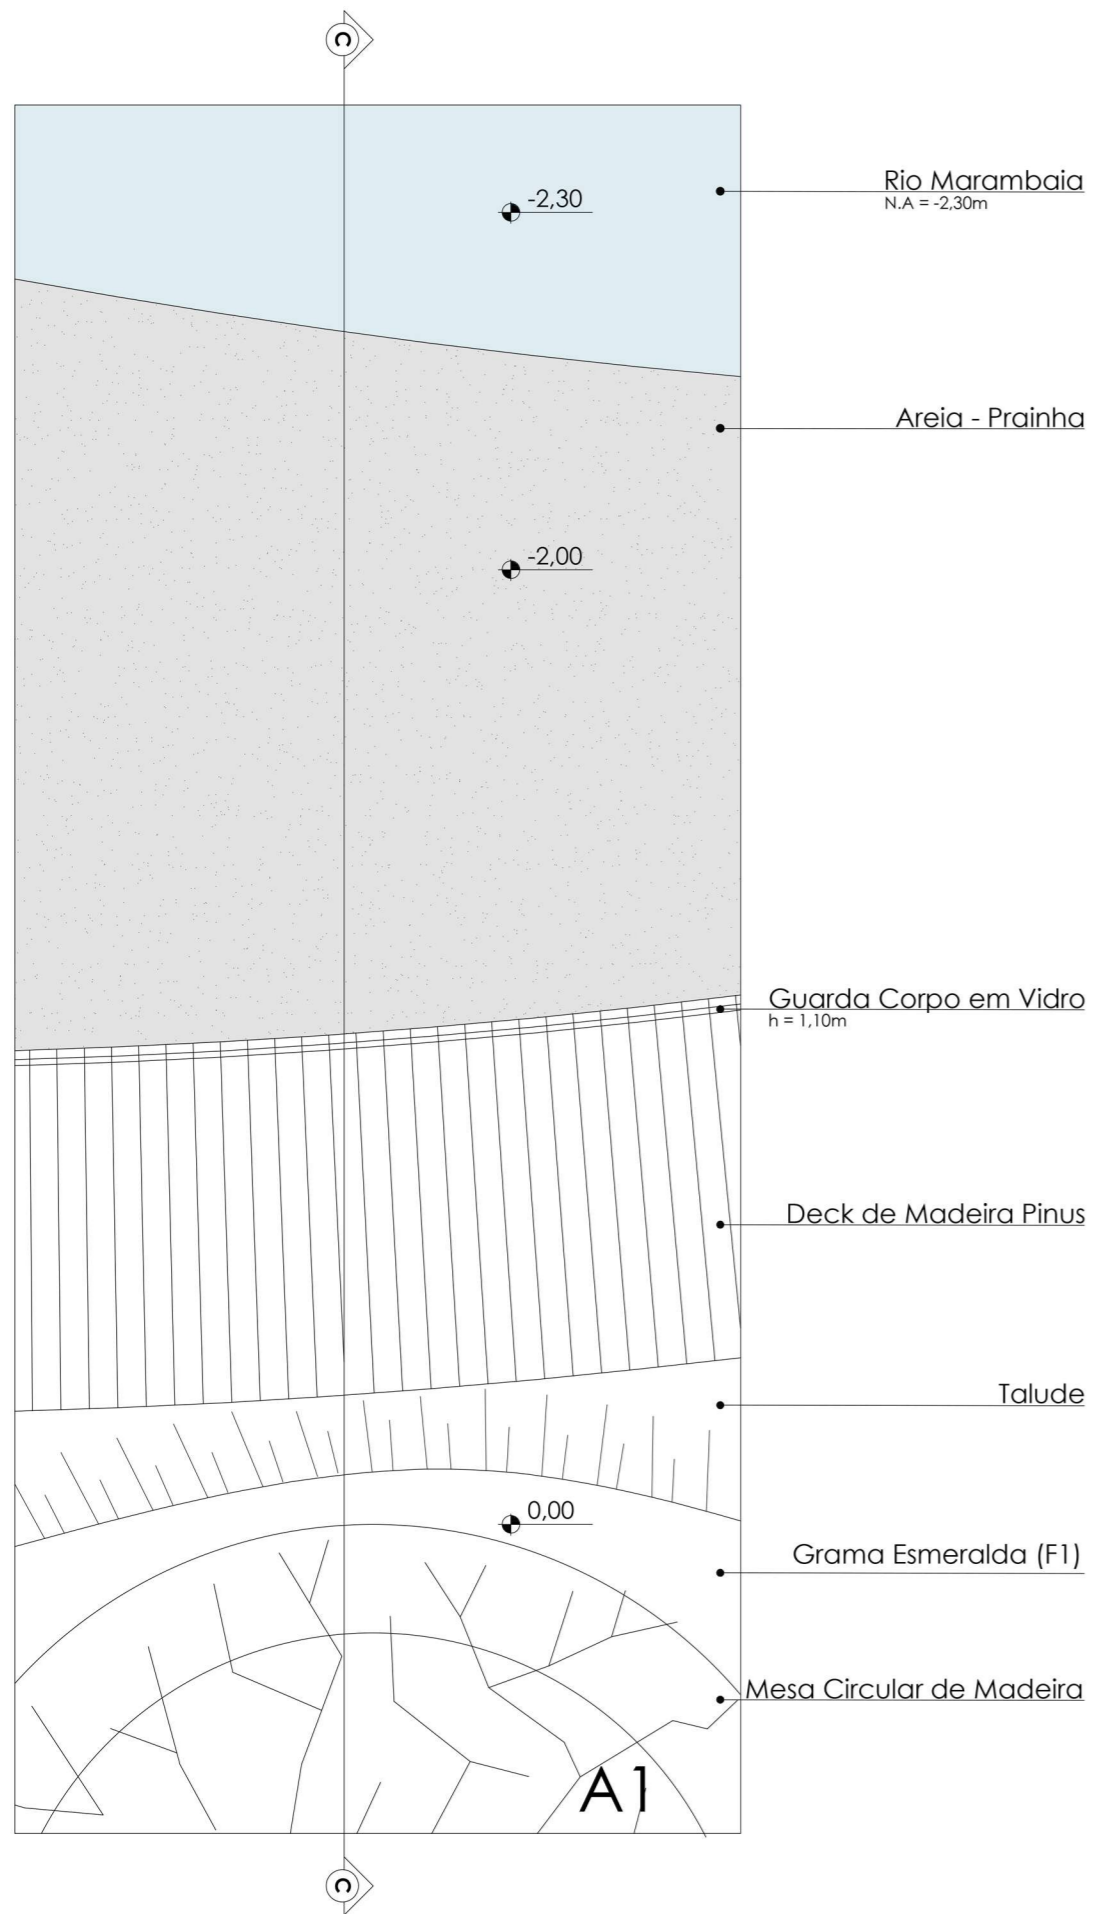 C
-2,30
Rio Marambaia
N.A = -2,30m
Areia - Prainha
-2,00
Guarda Corpo em Vidro
h = 1,10m
Deck de Madeira Pinus
Talude
0,00
Grama Esmeralda (F1)
Mesa Circular de Madeira
A1
C